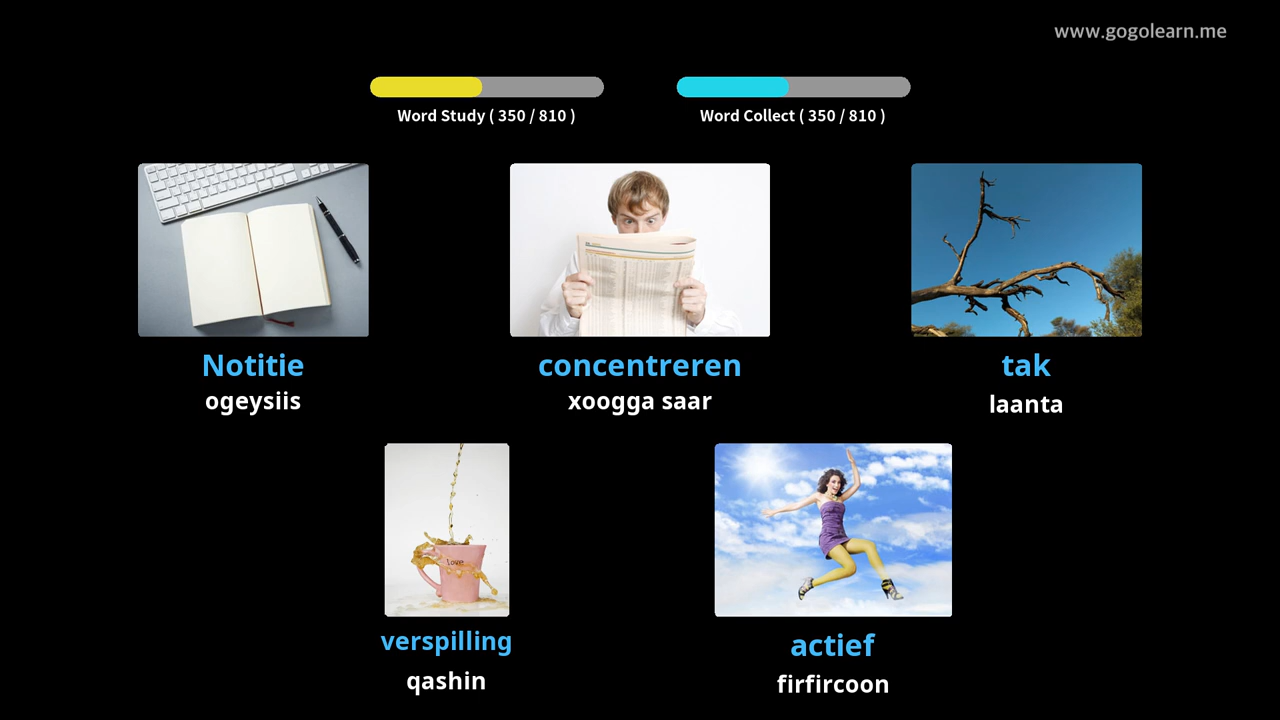 www.gogolearn.me
Word Study ( 350 / 810 )
Word Collect ( 350 / 810 )
Notitie
ogeysiis
concentreren
xoogga saar
tak
laanta
love
verspilling
qashin
actief
firfircoon